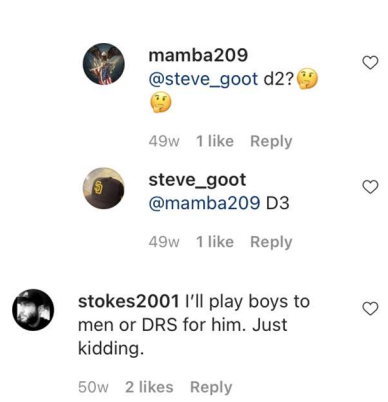 mamba209
@steve_goot d2?🤔
🤔
49w 1 like Reply
steve_goot
@mamba209 D3
49w 1 like Reply
stokes2001 I'll play boys to
men or DRS for him. Just
kidding.
50w 2 likes Reply